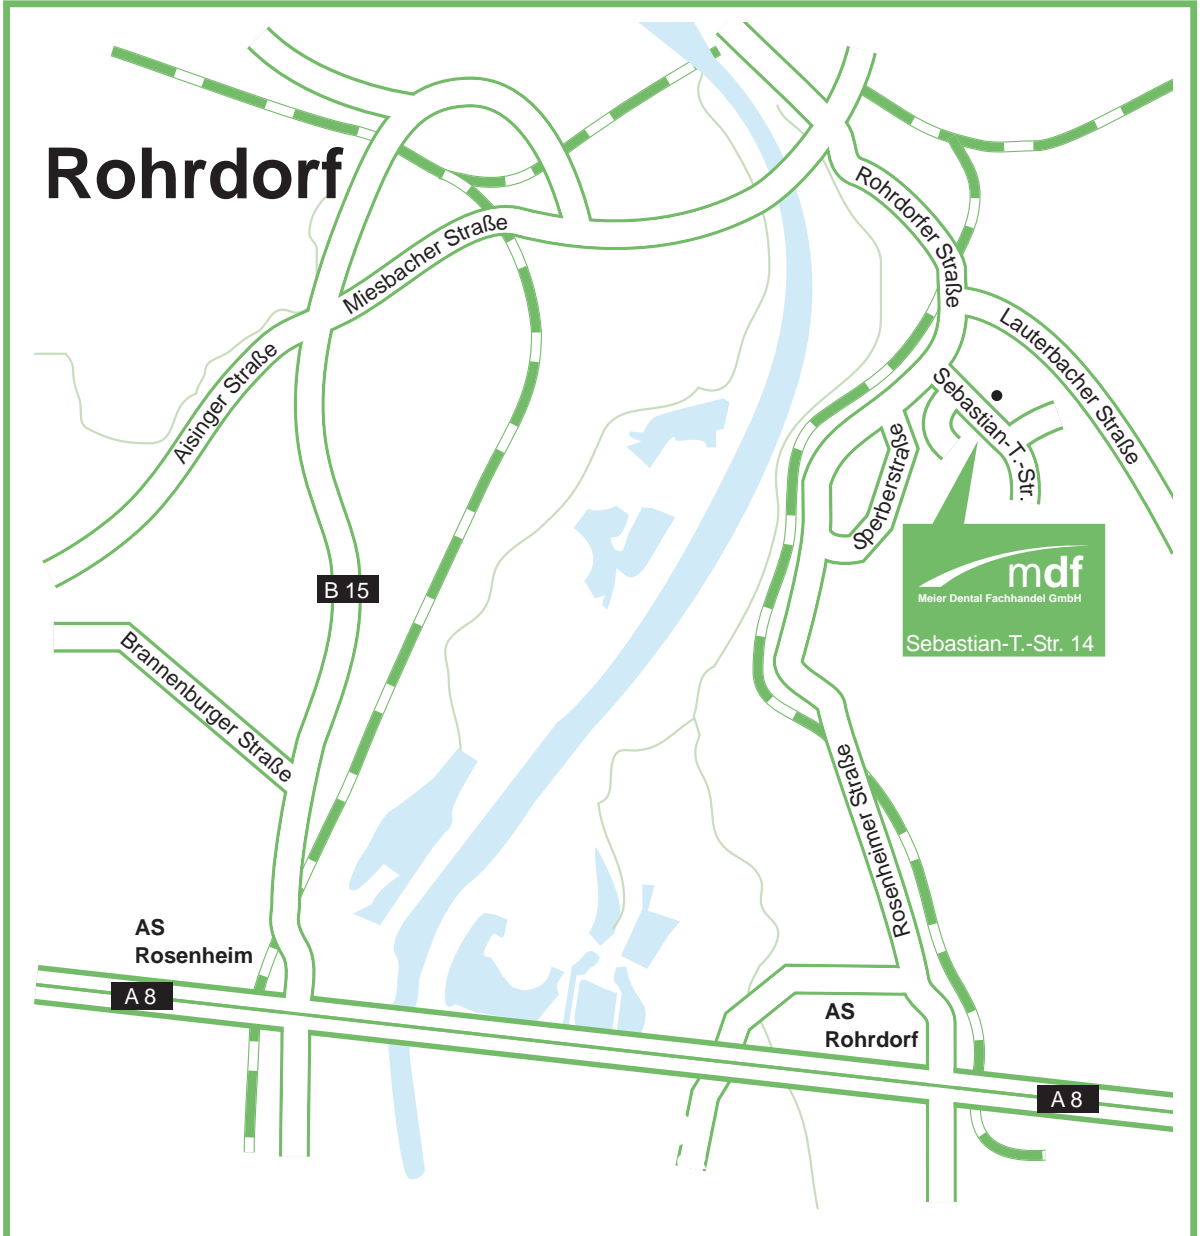 Rohrdorf
Rohrdorfer Straße
Miesbacher Straße
Lauterbacher Straße
Aisinger Straße
Sebastian-T.-Str.
Sperberstraße
B 15
mdf
Meier Dental Fachhandel GmbH
Sebastian-T.-Str. 14
Brannenburger Straße
Rosenheimer Straße
AS
Rosenheim
A 8
AS
Rohrdorf
A 8